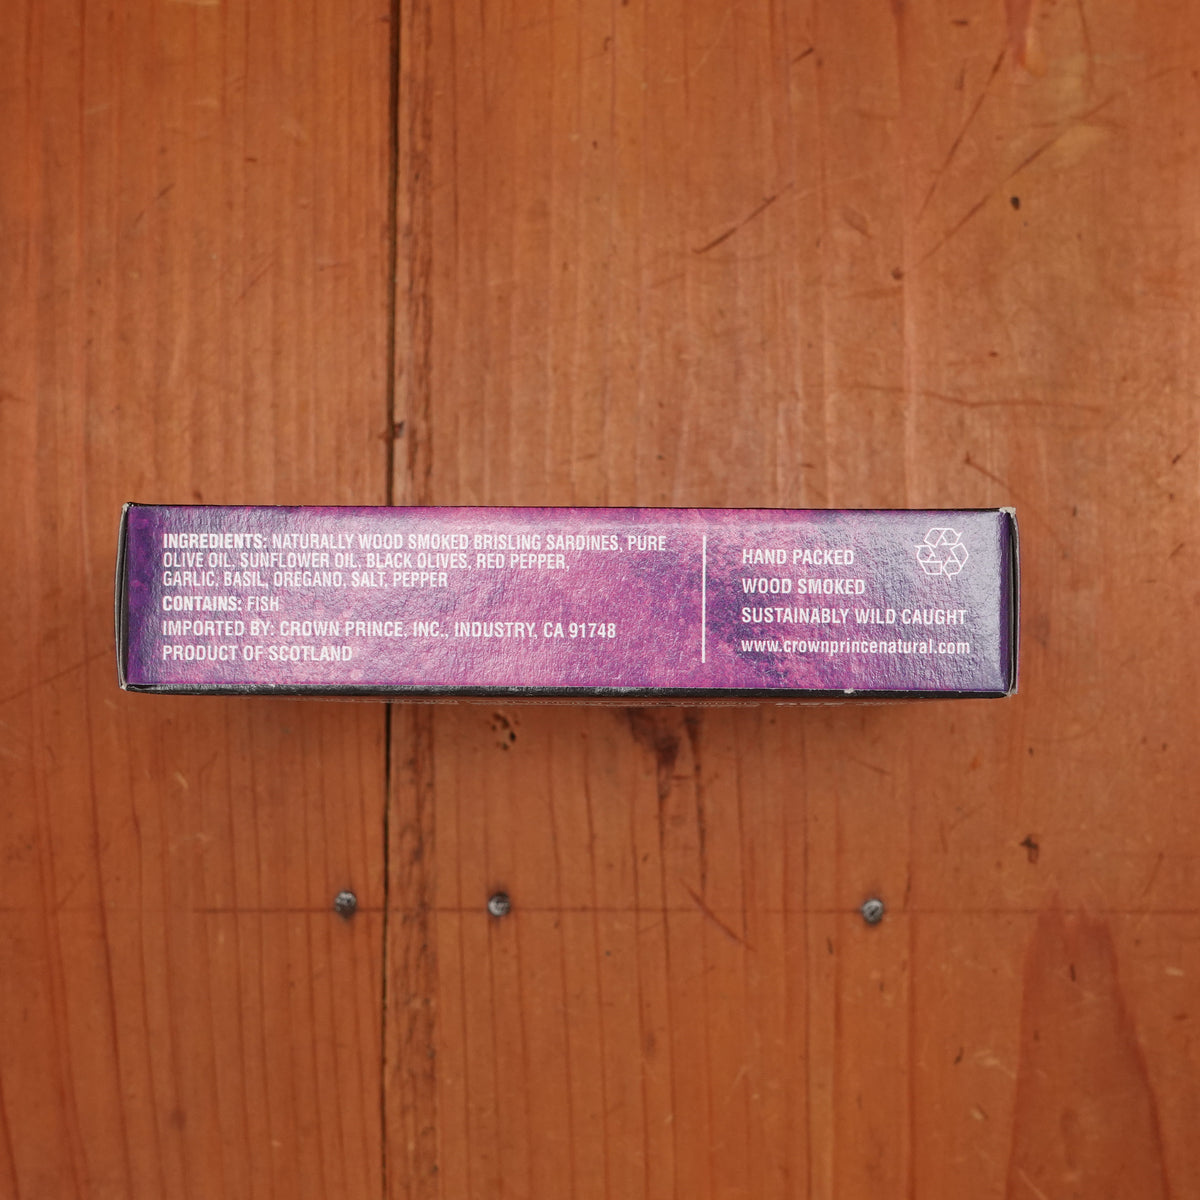 INGREDIENTS: NATURALLY WOOD SMOKED BRISLING SARDINES, PURE
OLIVE OIL, SUNFLOWER OIL, BLACK OLIVES, RED PEPPER,
GARLIC, BASIL, OREGANO, SALT, PEPPER
CONTAINS: FISH
IMPORTED BY: CROWN PRINCE, INC., INDUSTRY, CA 91748
PRODUCT OF SCOTLAND
HAND PACKED
WOOD SMOKED
SUSTAINABLY WILD CAUGHT
www.crownprincenatural.com